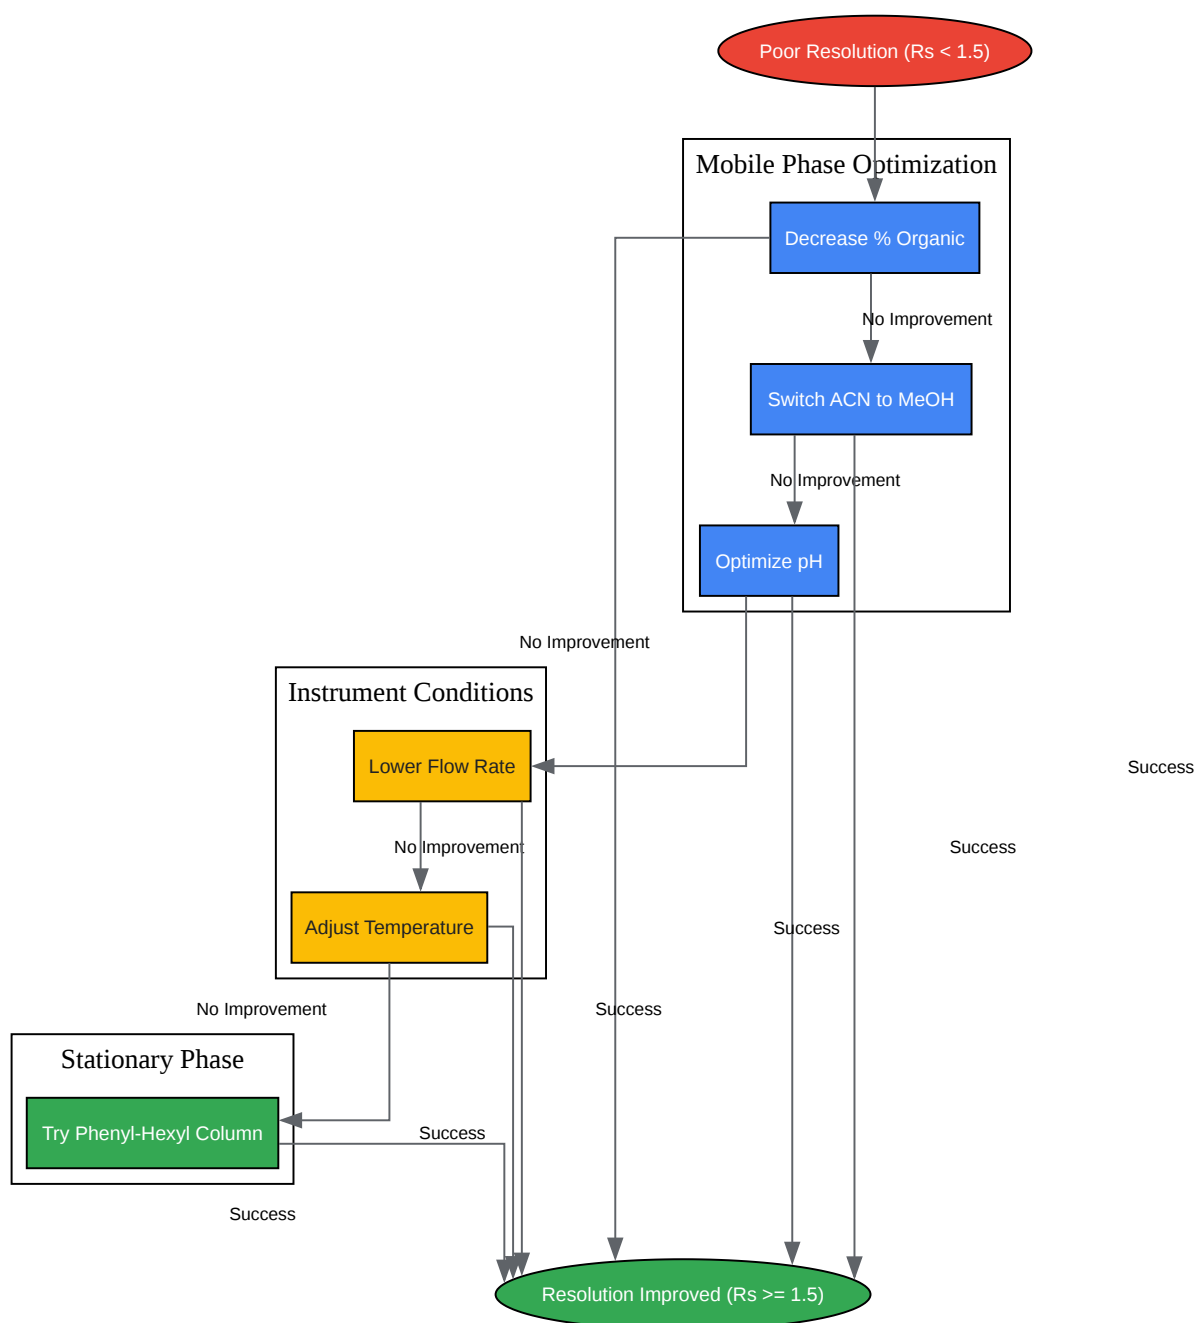 Poor Resolution (Rs < 1.5)
Mobile Phase Optimization
Decrease % Organic
No Improvement
Switch ACN to MeOH
No Improvement
Optimize pH
No Improvement
Instrument Conditions
Lower Flow Rate
Success
No Improvement
Success
Adjust Temperature
Success
No Improvement
Success
Stationary Phase
Try Phenyl-Hexyl Column
Success
Success
Resolution Improved (Rs >= 1.5)